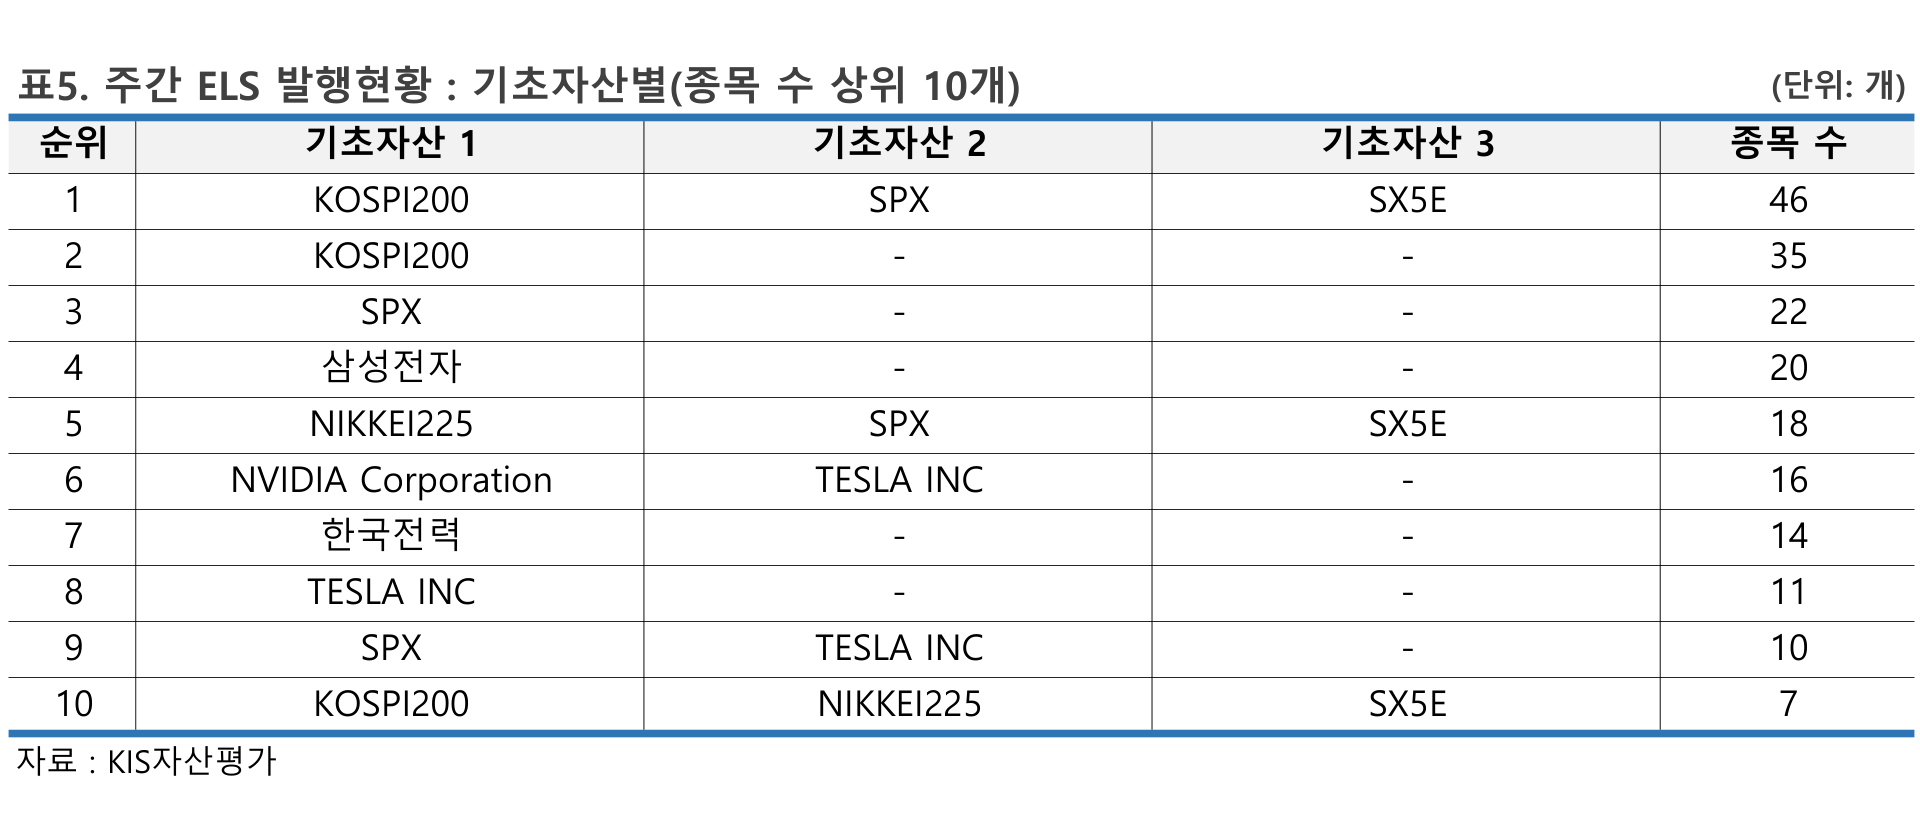 표5. 주간 ELS 발행현황 : 기초자산별(종목 수 상위 10개) (단위: 개)
순위 기초자산 1 기초자산 2 기초자산 3 종목 수
1 KOSPI200 SPX SX5E 46
2 KOSPI200 - - 35
3 SPX - - 22
4 삼성전자 - - 20
5 NIKKEI225 SPX SX5E 18
6 NVIDIA Corporation TESLA INC - 16
7 한국전력 - - 14
8 TESLA INC - - 11
9 SPX TESLA INC - 10
10 KOSPI200 NIKKEI225 SX5E 7
자료 : KIS자산평가